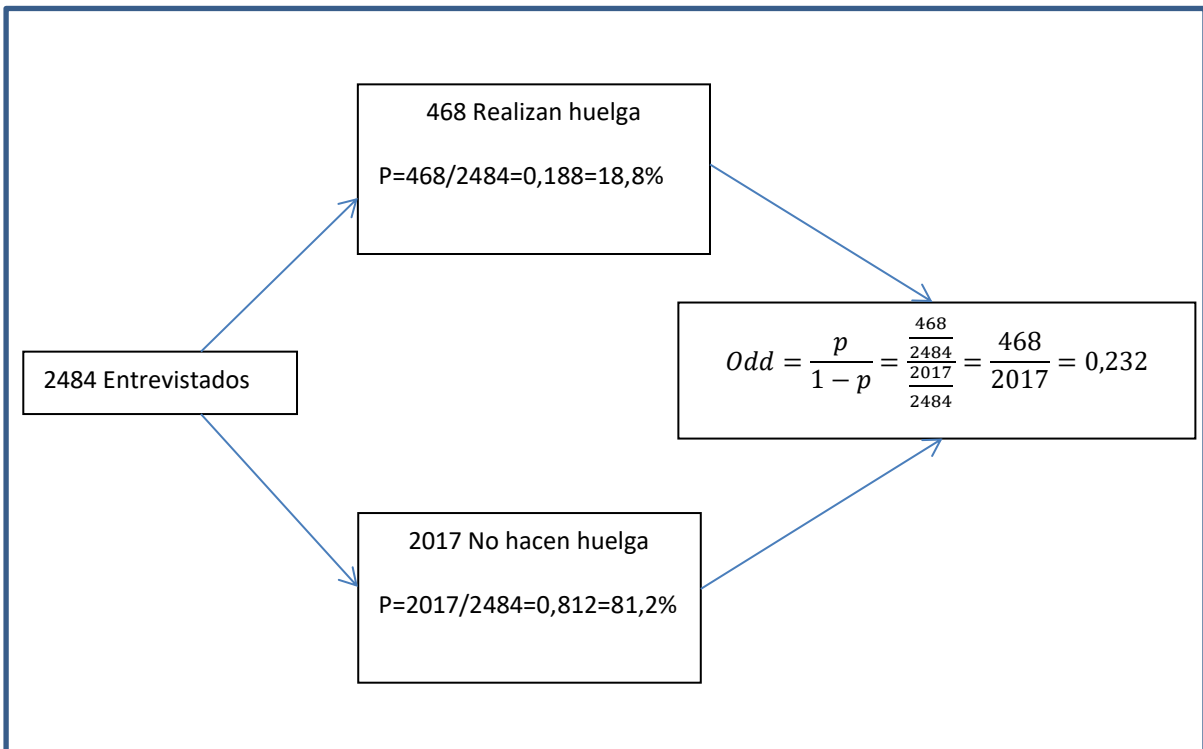 468 Realizan huelga
P=468/2484=0,188=18,8%
2484 Entrevistados
Odd = p / (1 − p) = (468/2484) / (2017/2484) = 468/2017 = 0,232
2017 No hacen huelga
P=2017/2484=0,812=81,2%